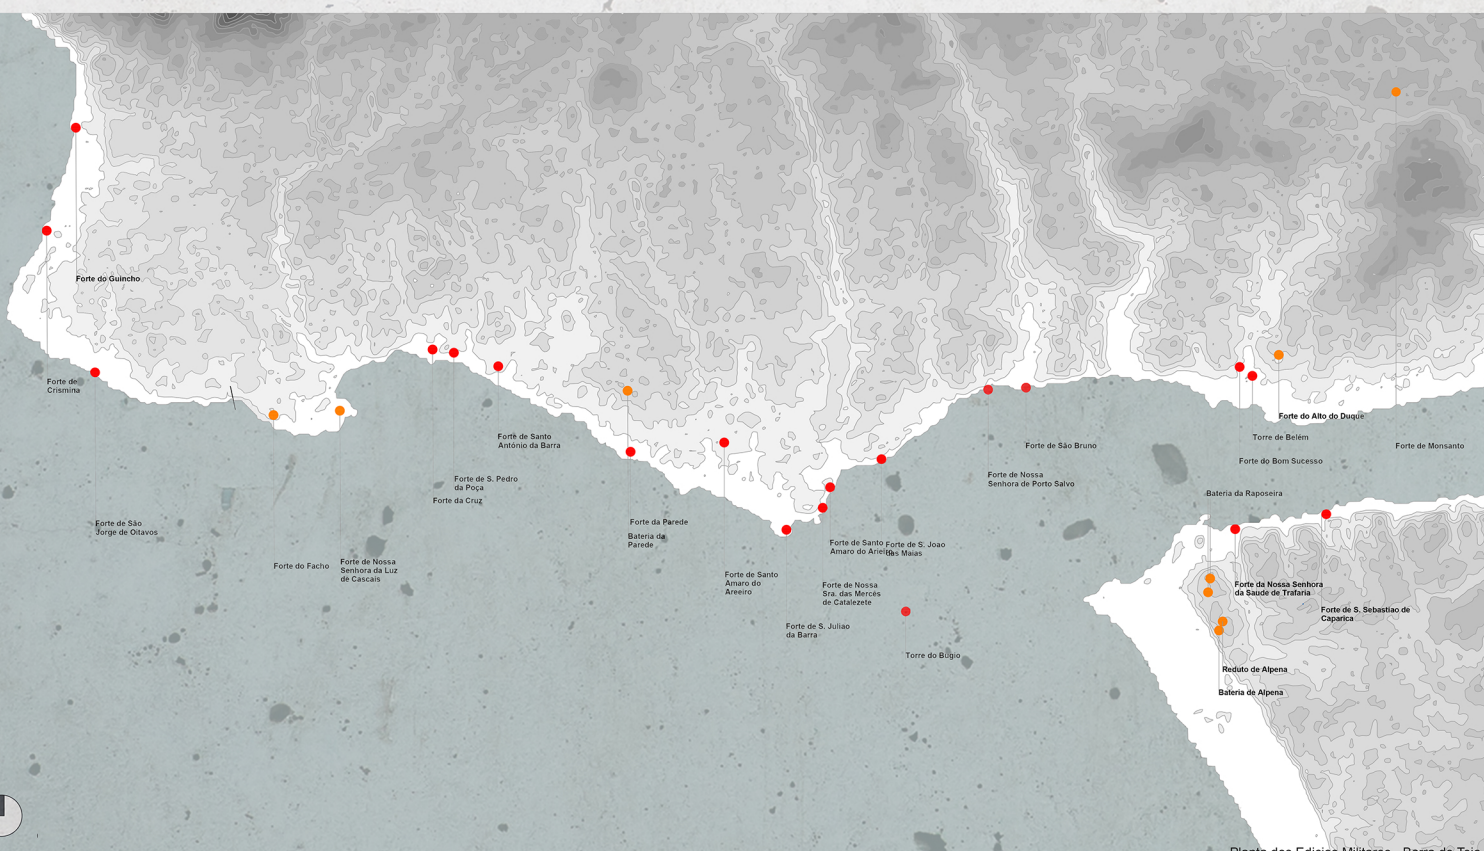 Forte do Guincho
Forte de
Crismina
Forte de São
Jorge de Oitavos
Forte do Facho
Forte de Nossa
Senhora da Luz
de Cascais
Forte da Cruz
Forte de S. Pedro
da Poça
Forte de Santo
António da Barra
Forte da Parede
Bateria da
Parede
Forte de Santo
Amaro do
Areeiro
Forte de S. Juliao
da Barra
Forte de Nossa
Sra. das Mercês
de Catalezete
Forte de Santo
Amaro do Arieiro
Forte de S. Joao
das Maias
Torre do Bugio
Forte de Nossa
Senhora de Porto Salvo
Forte de São Bruno
Forte do Alto do Duque
Torre de Belém
Forte do Bom Sucesso
Forte de Monsanto
Bateria da Raposeira
Forte da Nossa Senhora
da Saude de Trafaria
Forte de S. Sebastiao de
Caparica
Reduto de Alpena
Bateria de Alpena